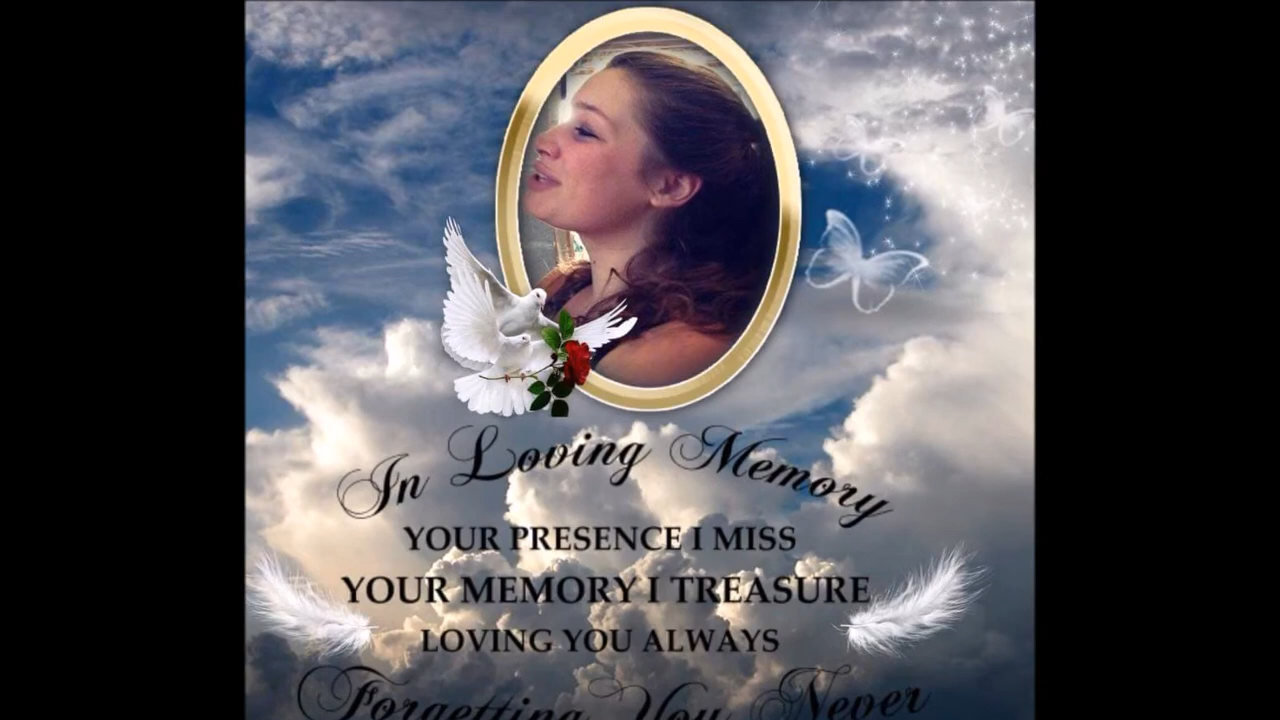 In Loving Memory
YOUR PRESENCE I MISS
YOUR MEMORY I TREASURE
LOVING YOU ALWAYS
Forgetting You Never